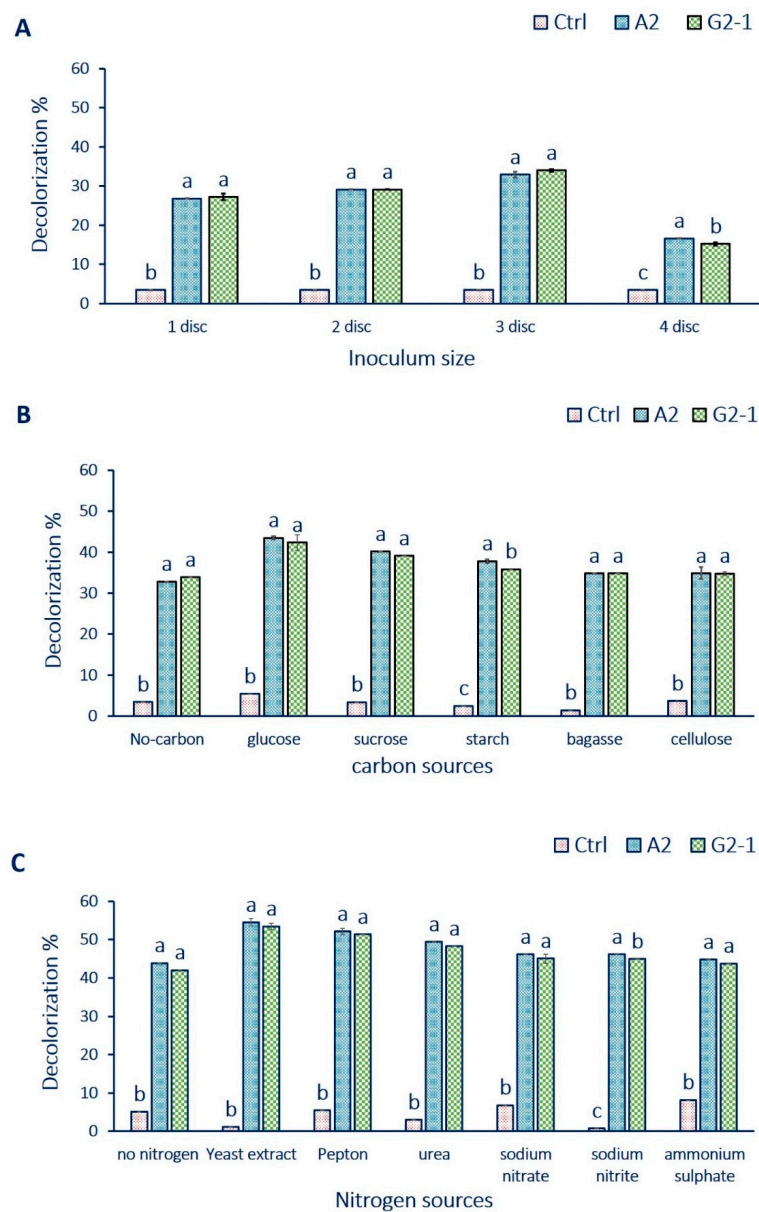 A
Ctrl A2 G2-1
Decolorization %
60
50
40
30
20
10
0
b a a b a a b a a c a b
1 disc 2 disc 3 disc 4 disc
Inoculum size
B
Ctrl A2 G2-1
Decolorization %
60
50
40
30
20
10
0
b a a b a a b a a c a b b a a b a a
No-carbon glucose sucrose starch bagasse cellulose
carbon sources
C
Ctrl A2 G2-1
Decolorization %
60
50
40
30
20
10
0
b a a b a a b a a b a a b a a c a b b a a
no nitrogen Yeast extract Pepton urea sodium nitrate sodium nitrite ammonium sulphate
Nitrogen sources